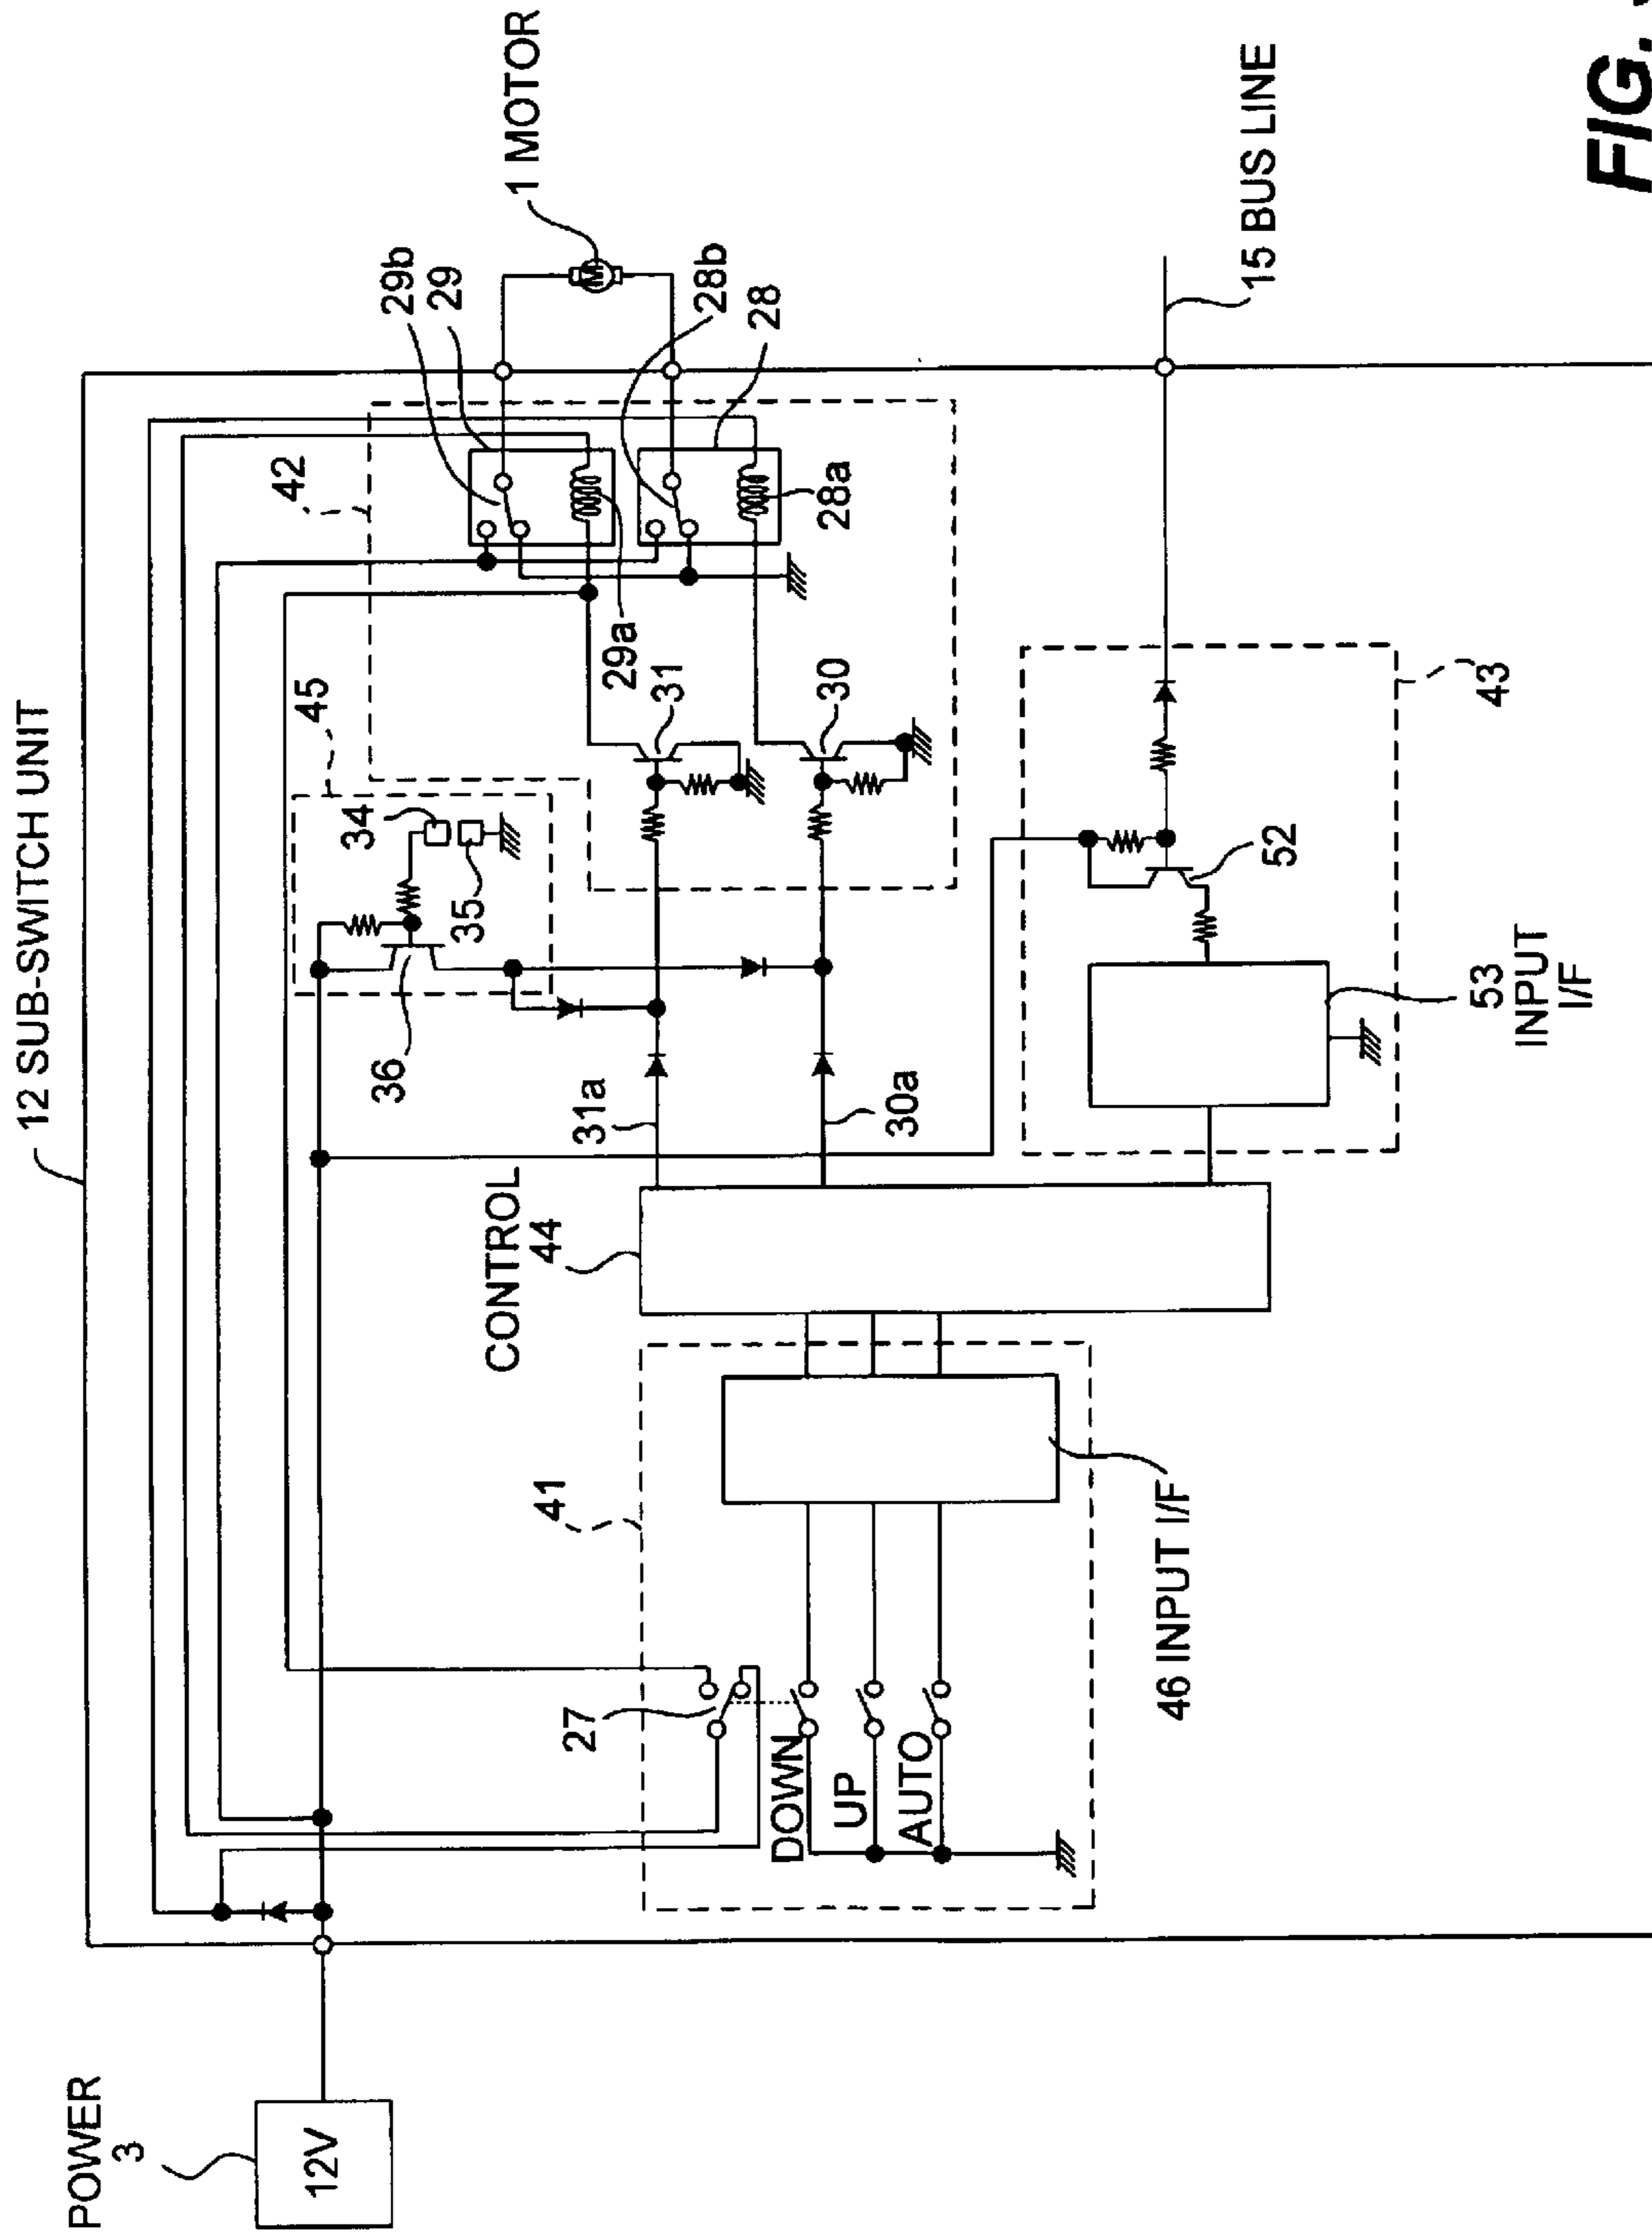 12 SUB-SWITCH UNIT
POWER
3
12V
41
27
DOWN
UP
AUTO
46 INPUT I/F
CONTROL
44
31a
30a
36
45
34
35
42
31
30
29a
29b
29
28b
28
28a
1 MOTOR
15 BUS LINE
52
43
53
INPUT
I/F
FIG.